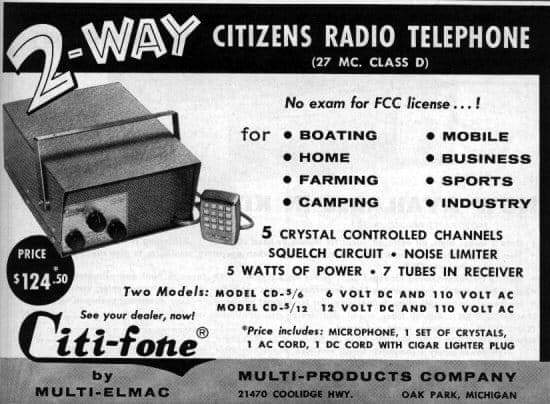 2-WAY CITIZENS RADIO TELEPHONE
(27 MC. CLASS D)
No exam for FCC license...!
for • BOATING • MOBILE
• HOME • BUSINESS
• FARMING • SPORTS
• CAMPING • INDUSTRY
5 CRYSTAL CONTROLLED CHANNELS
SQUELCH CIRCUIT • NOISE LIMITER
5 WATTS OF POWER • 7 TUBES IN RECEIVER
PRICE
$124.50*
Two Models: MODEL CD-5/6 6 VOLT DC AND 110 VOLT AC
MODEL CD-5/12 12 VOLT DC AND 110 VOLT AC
See your dealer, now!
Citi-fone®
*Price includes: MICROPHONE, 1 SET OF CRYSTALS,
1 AC CORD, 1 DC CORD WITH CIGAR LIGHTER PLUG
by
MULTI-ELMAC
MULTI-PRODUCTS COMPANY
21470 COOLIDGE HWY. OAK PARK, MICHIGAN